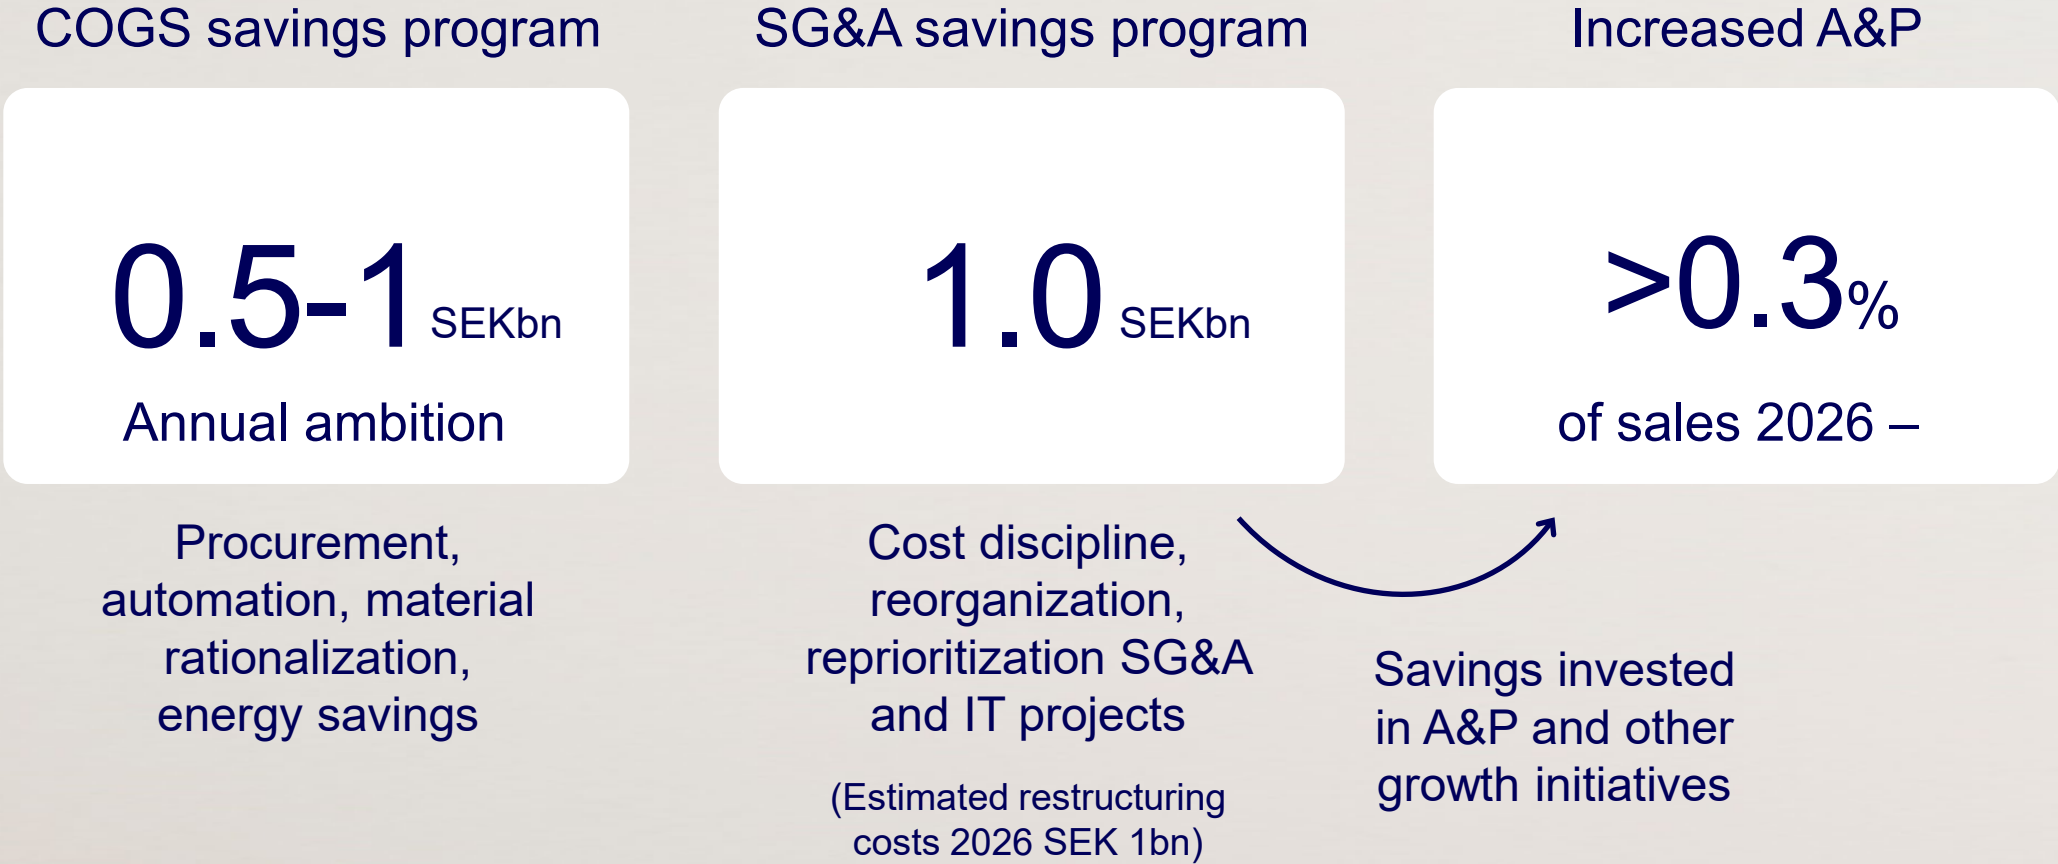 COGS savings program
0.5-1 SEKbn
Annual ambition
Procurement,
automation, material
rationalization,
energy savings
SG&A savings program
1.0 SEKbn
Cost discipline,
reorganization,
reprioritization SG&A
and IT projects
(Estimated restructuring
costs 2026 SEK 1bn)
Increased A&P
>0.3%
of sales 2026 –
Savings invested
in A&P and other
growth initiatives